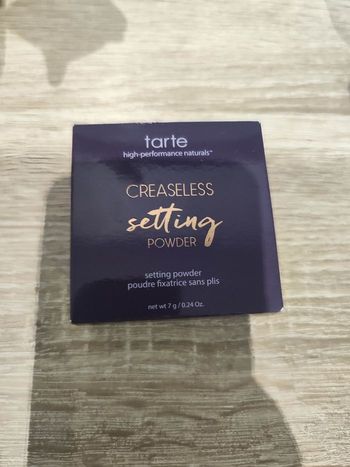 tarte
high-performance naturals™
CREASELESS
setting
POWDER
setting powder
poudre fixatrice sans plis
net wt 7 g / 0.24 Oz.